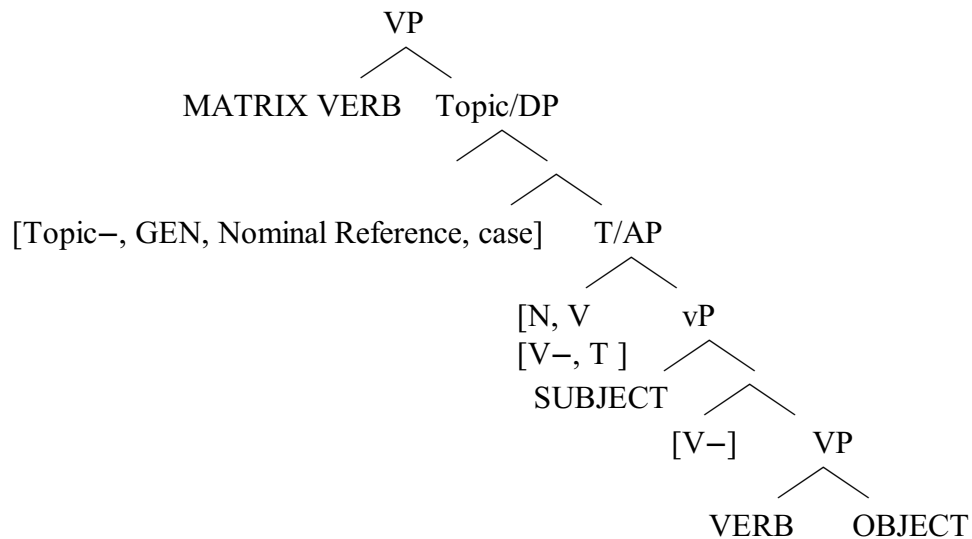 VP
MATRIX VERB Topic/DP
[Topic−, GEN, Nominal Reference, case] T/AP
[N, V vP
[V−, T ]
SUBJECT
[V−] VP
VERB OBJECT